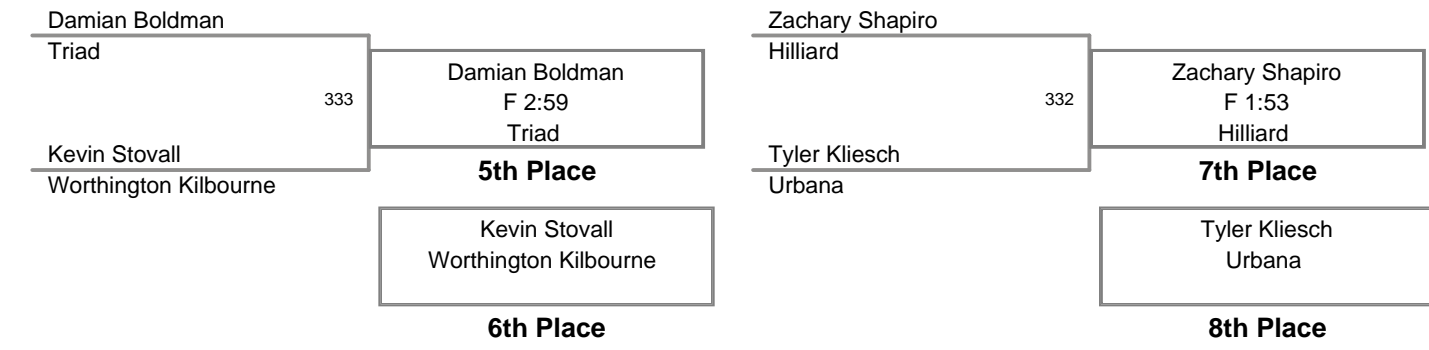 Damian Boldman
Triad
333
Kevin Stovall
Worthington Kilbourne
Damian Boldman
F 2:59
Triad
5th Place
Kevin Stovall
Worthington Kilbourne
6th Place
Zachary Shapiro
Hilliard
332
Tyler Kliesch
Urbana
Zachary Shapiro
F 1:53
Hilliard
7th Place
Tyler Kliesch
Urbana
8th Place